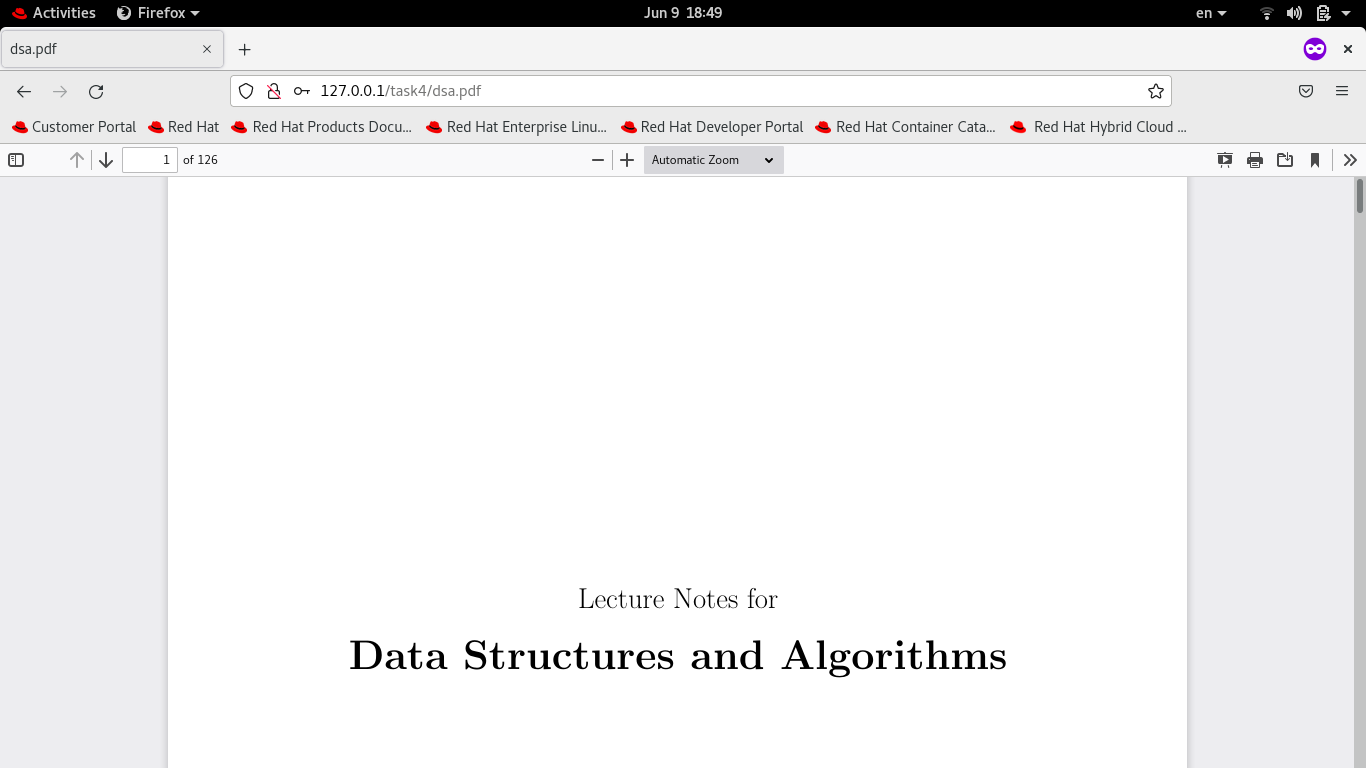 Activities Firefox Jun 9 18:49 en
dsa.pdf
127.0.0.1/task4/dsa.pdf
Customer Portal Red Hat Red Hat Products Docu... Red Hat Enterprise Linu... Red Hat Developer Portal Red Hat Container Cata... Red Hat Hybrid Cloud ...
1 of 126 Automatic Zoom
Lecture Notes for
Data Structures and Algorithms